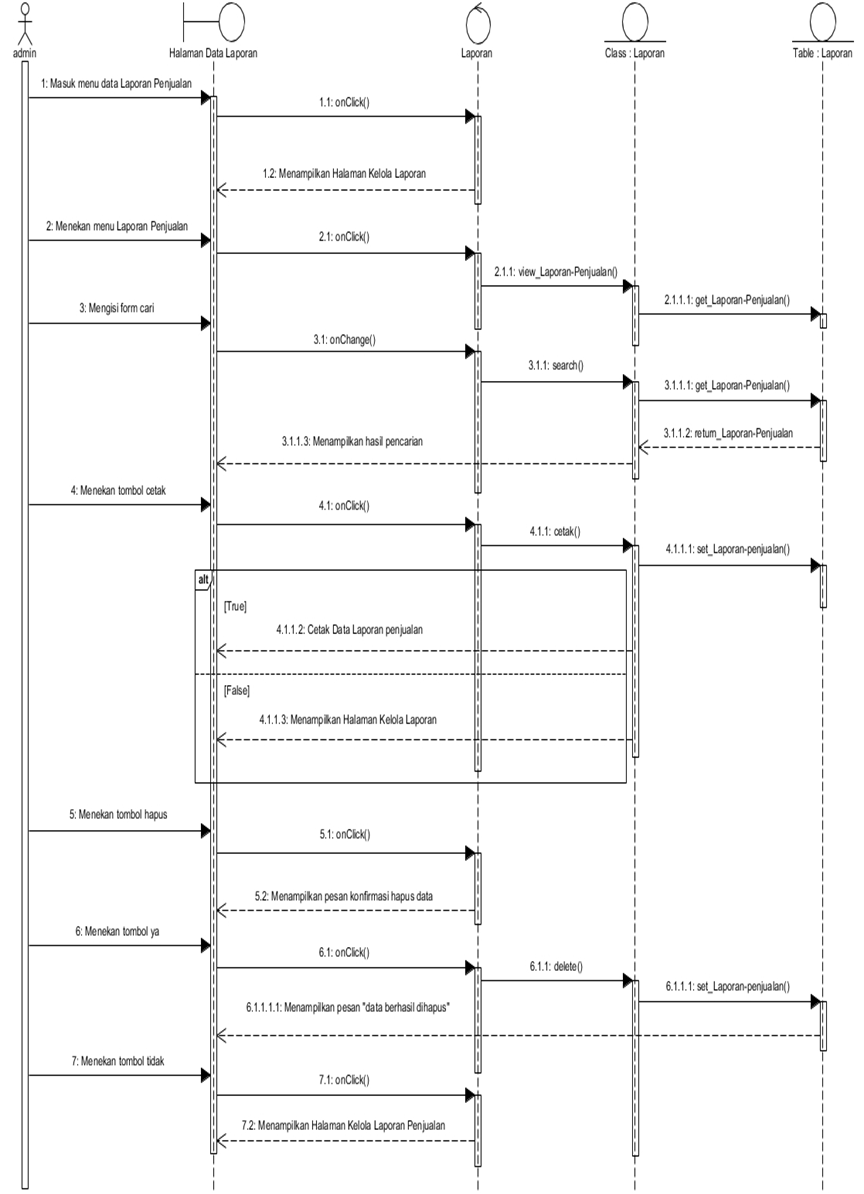 admin
Halaman Data Laporan
Laporan
Class : Laporan
Table : Laporan
1: Masuk menu data Laporan Penjualan
1.1: onClick()
1.2: Menampilkan Halaman Kelola Laporan
2: Menekan menu Laporan Penjualan
2.1: onClick()
2.1.1: view_Laporan-Penjualan()
2.1.1.1: get_Laporan-Penjualan()
3: Mengisi form cari
3.1: onChange()
3.1.1: search()
3.1.1.1: get_Laporan-Penjualan()
3.1.1.2: return_Laporan-Penjualan
3.1.1.3: Menampilkan hasil pencarian
4: Menekan tombol cetak
4.1: onClick()
4.1.1: cetak()
4.1.1.1: set_Laporan-penjualan()
alt
[True]
4.1.1.2: Cetak Data Laporan penjualan
[False]
4.1.1.3: Menampilkan Halaman Kelola Laporan
5: Menekan tombol hapus
5.1: onClick()
5.2: Menampilkan pesan konfirmasi hapus data
6: Menekan tombol ya
6.1: onClick()
6.1.1: delete()
6.1.1.1: set_Laporan-penjualan()
6.1.1.1.1: Menampilkan pesan "data berhasil dihapus"
7: Menekan tombol tidak
7.1: onClick()
7.2: Menampilkan Halaman Kelola Laporan Penjualan